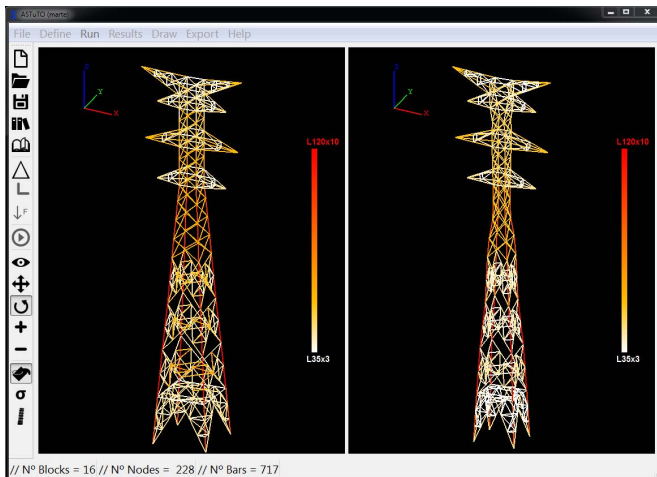 ASTuTO (marte)
File Define Run Results Draw Export Help
Z
Y
X
L120x10
L35x3
Z
Y
X
L120x10
L35x3
F
σ
// Nº Blocks = 16 // Nº Nodes = 228 // Nº Bars = 717